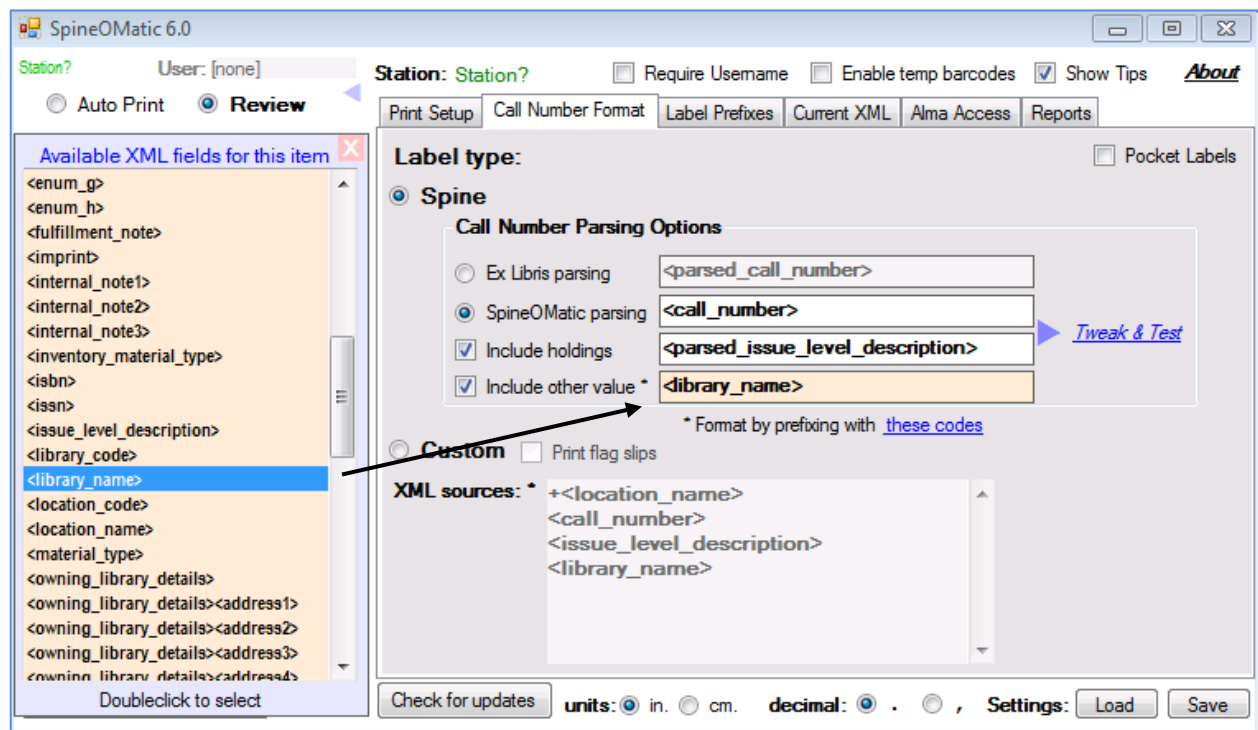 SpineOMatic 6.0
Station? User: [none]
Auto Print Review
Available XML fields for this item X
<enum_g>
<enum_h>
<fulfillment_note>
<imprint>
<internal_note1>
<internal_note2>
<internal_note3>
<inventory_material_type>
<isbn>
<issn>
<issue_level_description>
<library_code>
<library_name>
<location_code>
<location_name>
<material_type>
<owning_library_details>
<owning_library_details><address1>
<owning_library_details><address2>
<owning_library_details><address3>
<owning_library_details><address4>
Doubleclick to select
Station: Station? Require Username Enable temp barcodes Show Tips About
Print Setup Call Number Format Label Prefixes Current XML Alma Access Reports
Label type: Pocket Labels
Spine
Call Number Parsing Options
Ex Libris parsing <parsed_call_number>
SpineOMatic parsing <call_number>
Tweak & Test
Include holdings <parsed_issue_level_description>
Include other value * <library_name>
* Format by prefixing with these codes
Custom Print flag slips
XML sources: * +<location_name>
<call_number>
<issue_level_description>
<library_name>
Check for updates units: in. cm. decimal: . , Settings: Load Save